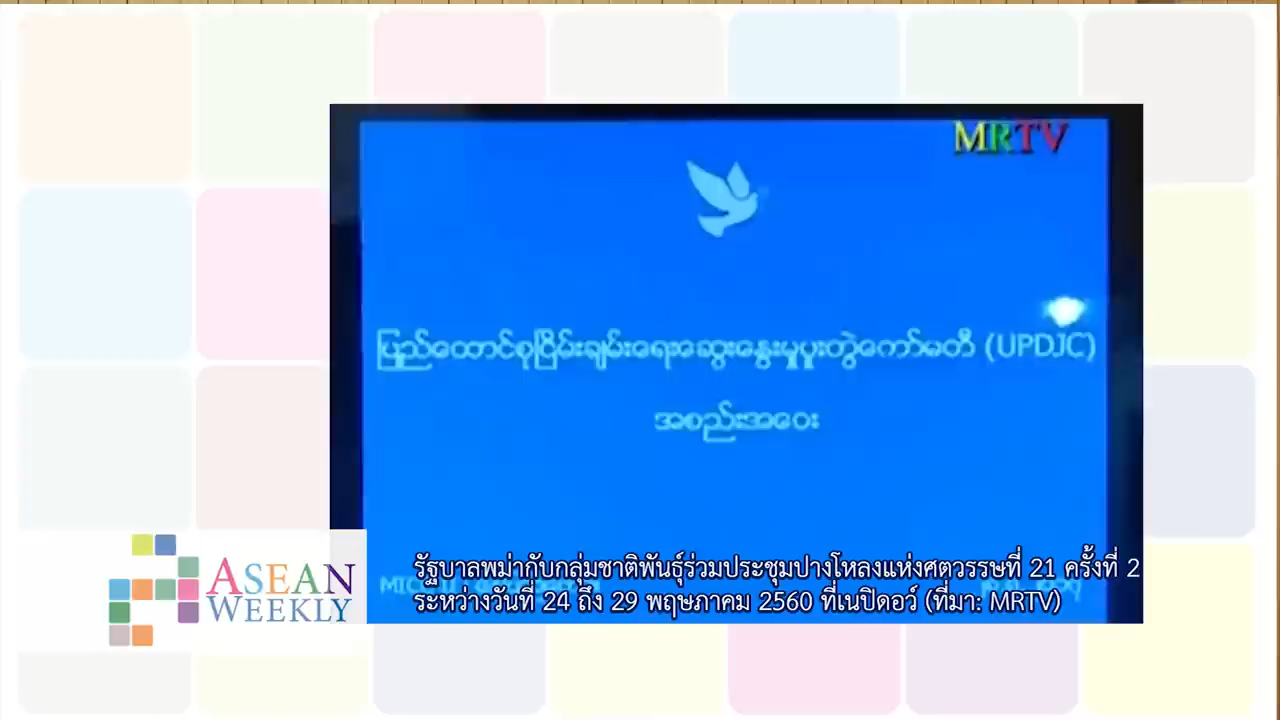 MRTV
ပြည်ထောင်စုငြိမ်းချမ်းရေးဆွေးနွေးမှုပူးတွဲကော်မတီ (UPDJC)
အစည်းအဝေး
รัฐบาลพม่ากับกลุ่มชาติพันธุ์ร่วมประชุมปางโหลงแห่งศตวรรษที่ 21 ครั้งที่ 2
ระหว่างวันที่ 24 ถึง 29 พฤษภาคม 2560 ที่เนปิดอว์ (ที่มา: MRTV)
ASEAN
WEEKLY